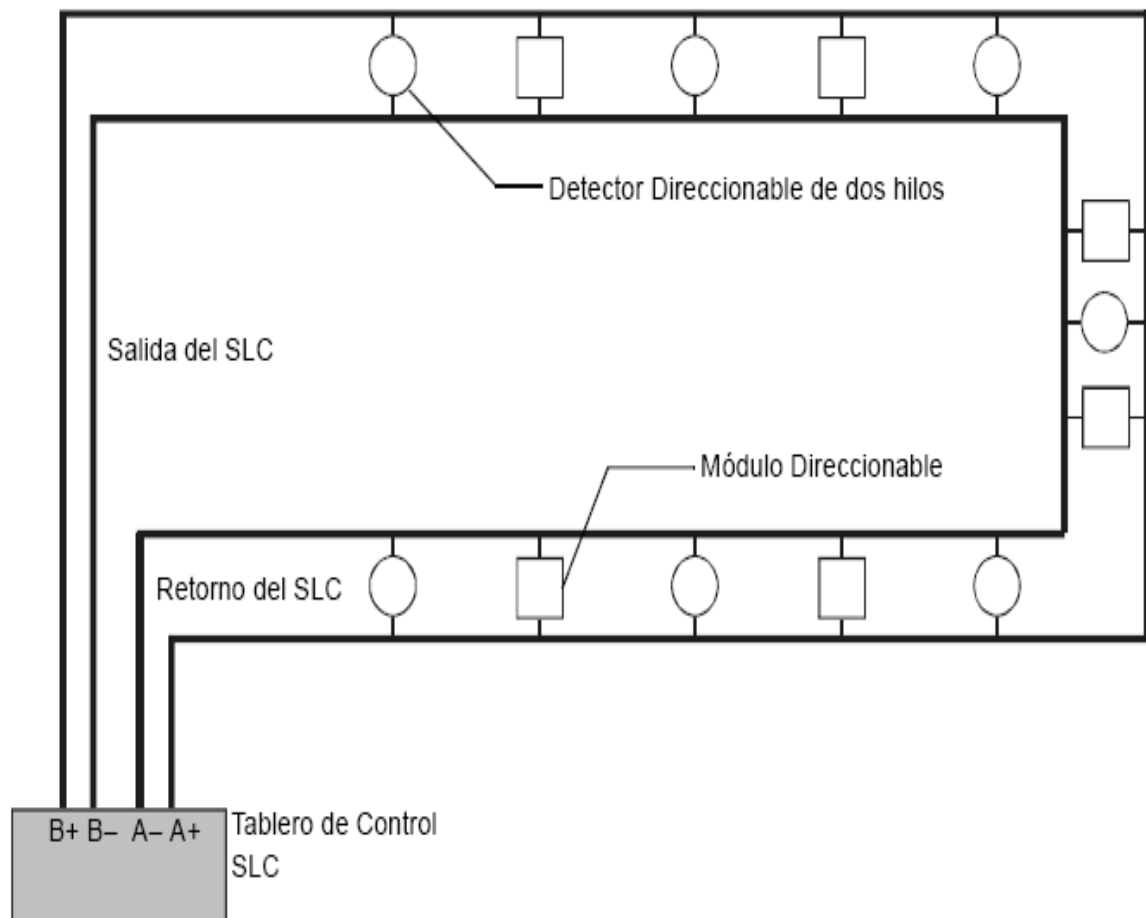 Detector Direccionable de dos hilos
Salida del SLC
Módulo Direccionable
Retorno del SLC
B+ B– A– A+
Tablero de Control
SLC